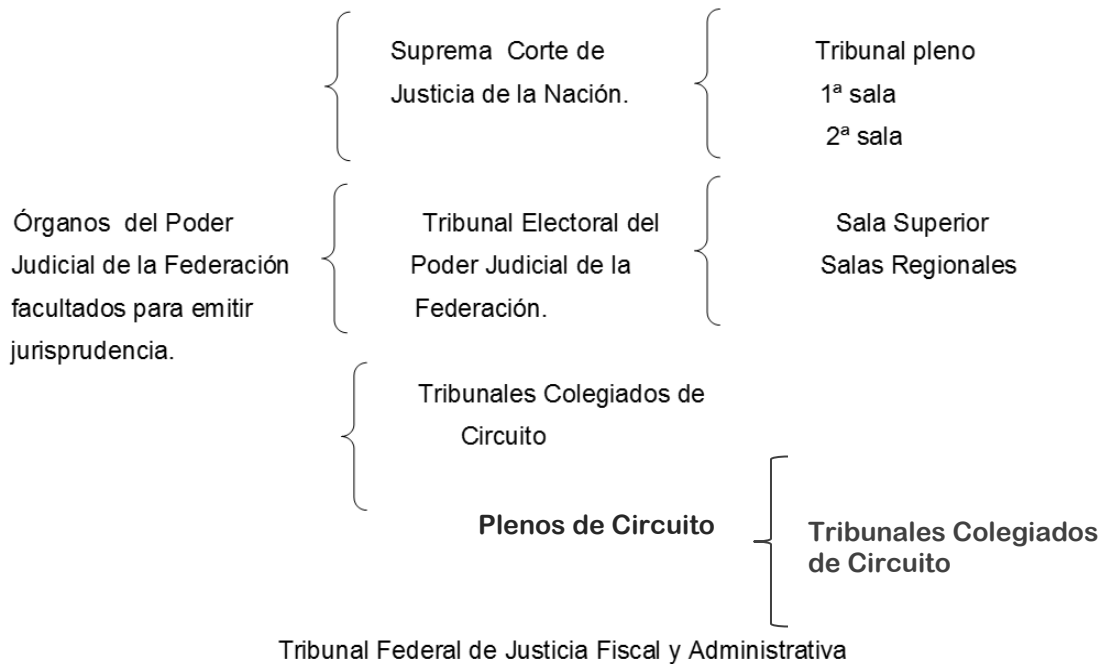 Órganos del Poder
Judicial de la Federación
facultados para emitir
jurisprudencia.
Suprema Corte de
Justicia de la Nación.
Tribunal pleno
1ª sala
2ª sala
Tribunal Electoral del
Poder Judicial de la
Federación.
Sala Superior
Salas Regionales
Tribunales Colegiados de
Circuito
Plenos de Circuito
Tribunales Colegiados
de Circuito
Tribunal Federal de Justicia Fiscal y Administrativa